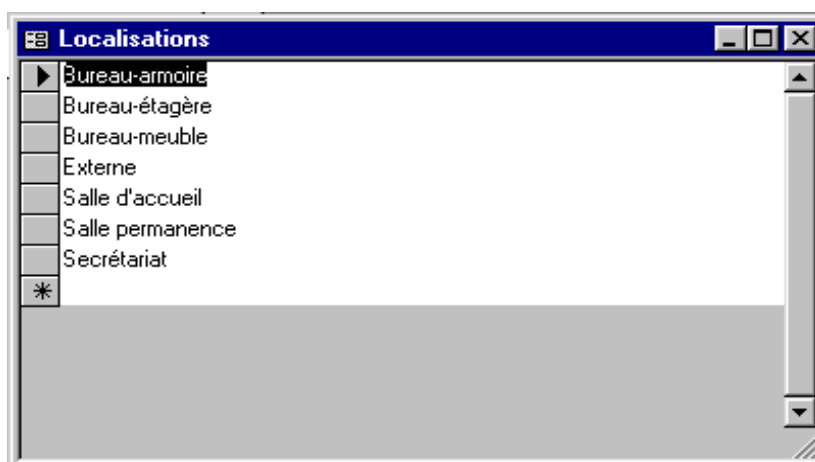 Localisations
Bureau-armoire
Bureau-étagère
Bureau-meuble
Externe
Salle d'accueil
Salle permanence
Secrétariat